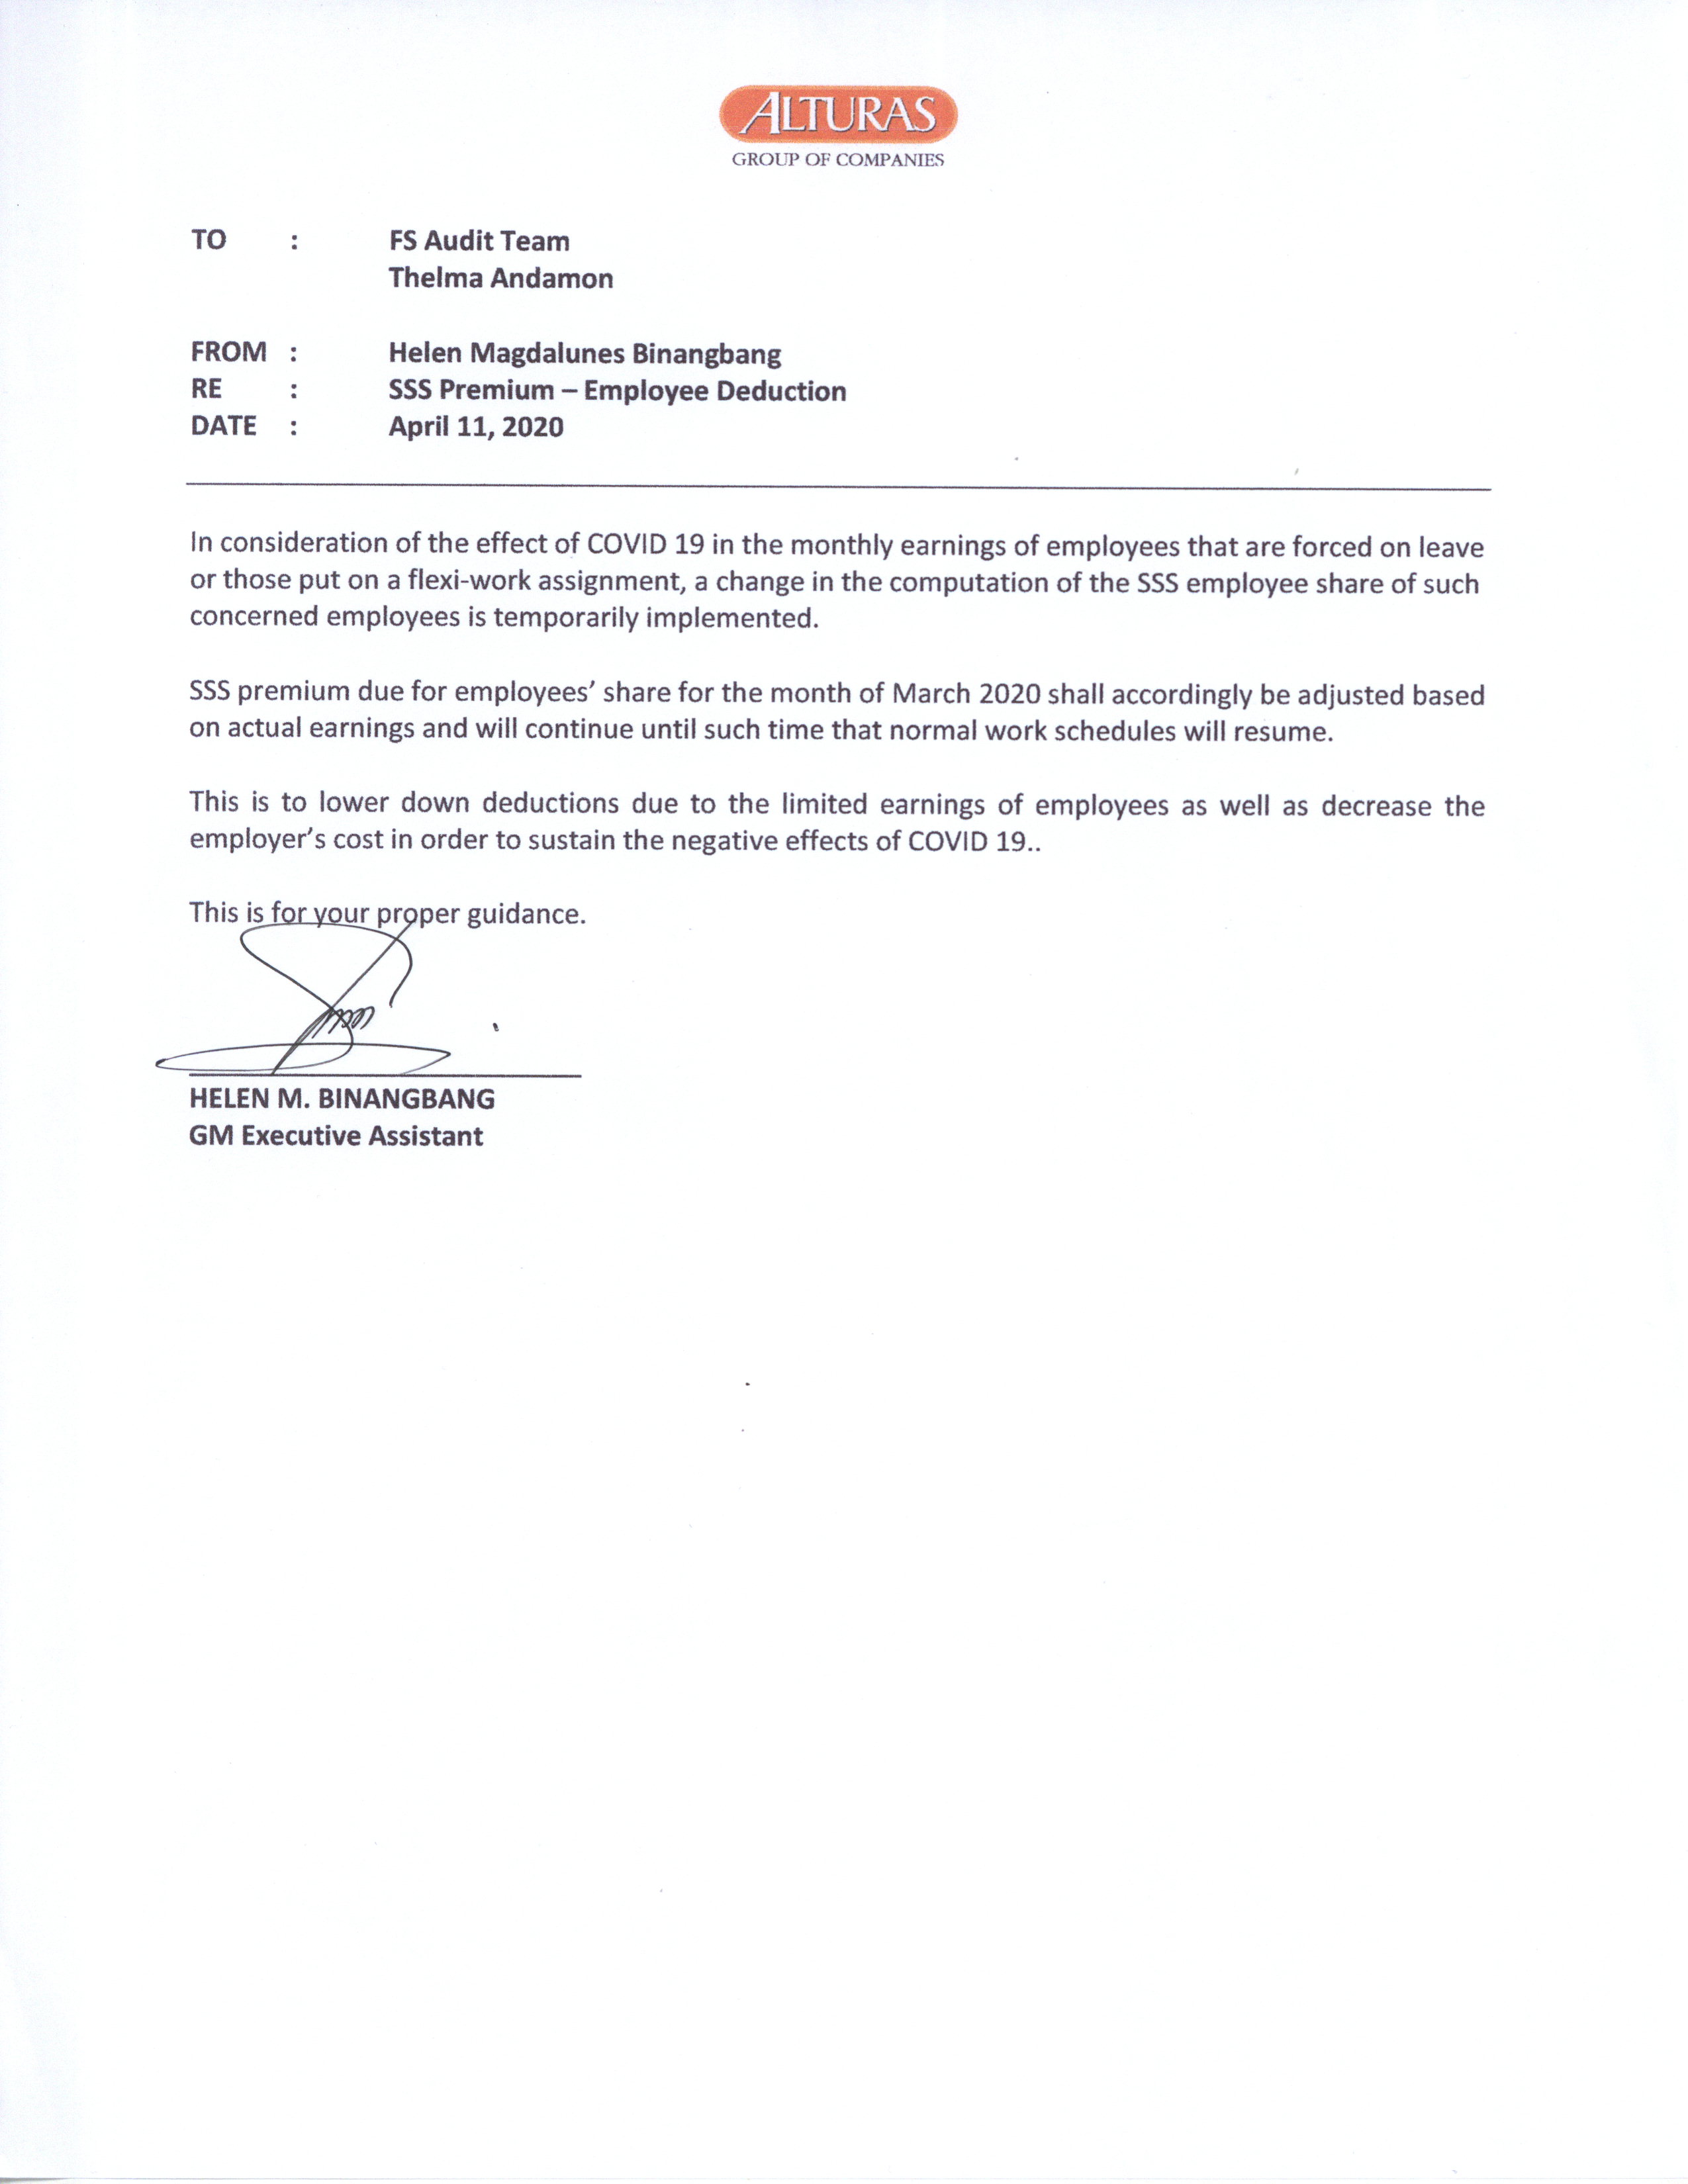 ALTURAS
GROUP OF COMPANIES
TO : FS Audit Team
Thelma Andamon
FROM : Helen Magdalunes Binangbang
RE : SSS Premium – Employee Deduction
DATE : April 11, 2020
In consideration of the effect of COVID 19 in the monthly earnings of employees that are forced on leave
or those put on a flexi-work assignment, a change in the computation of the SSS employee share of such
concerned employees is temporarily implemented.
SSS premium due for employees’ share for the month of March 2020 shall accordingly be adjusted based
on actual earnings and will continue until such time that normal work schedules will resume.
This is to lower down deductions due to the limited earnings of employees as well as decrease the
employer’s cost in order to sustain the negative effects of COVID 19..
This is for your proper guidance.
HELEN M. BINANGBANG
GM Executive Assistant